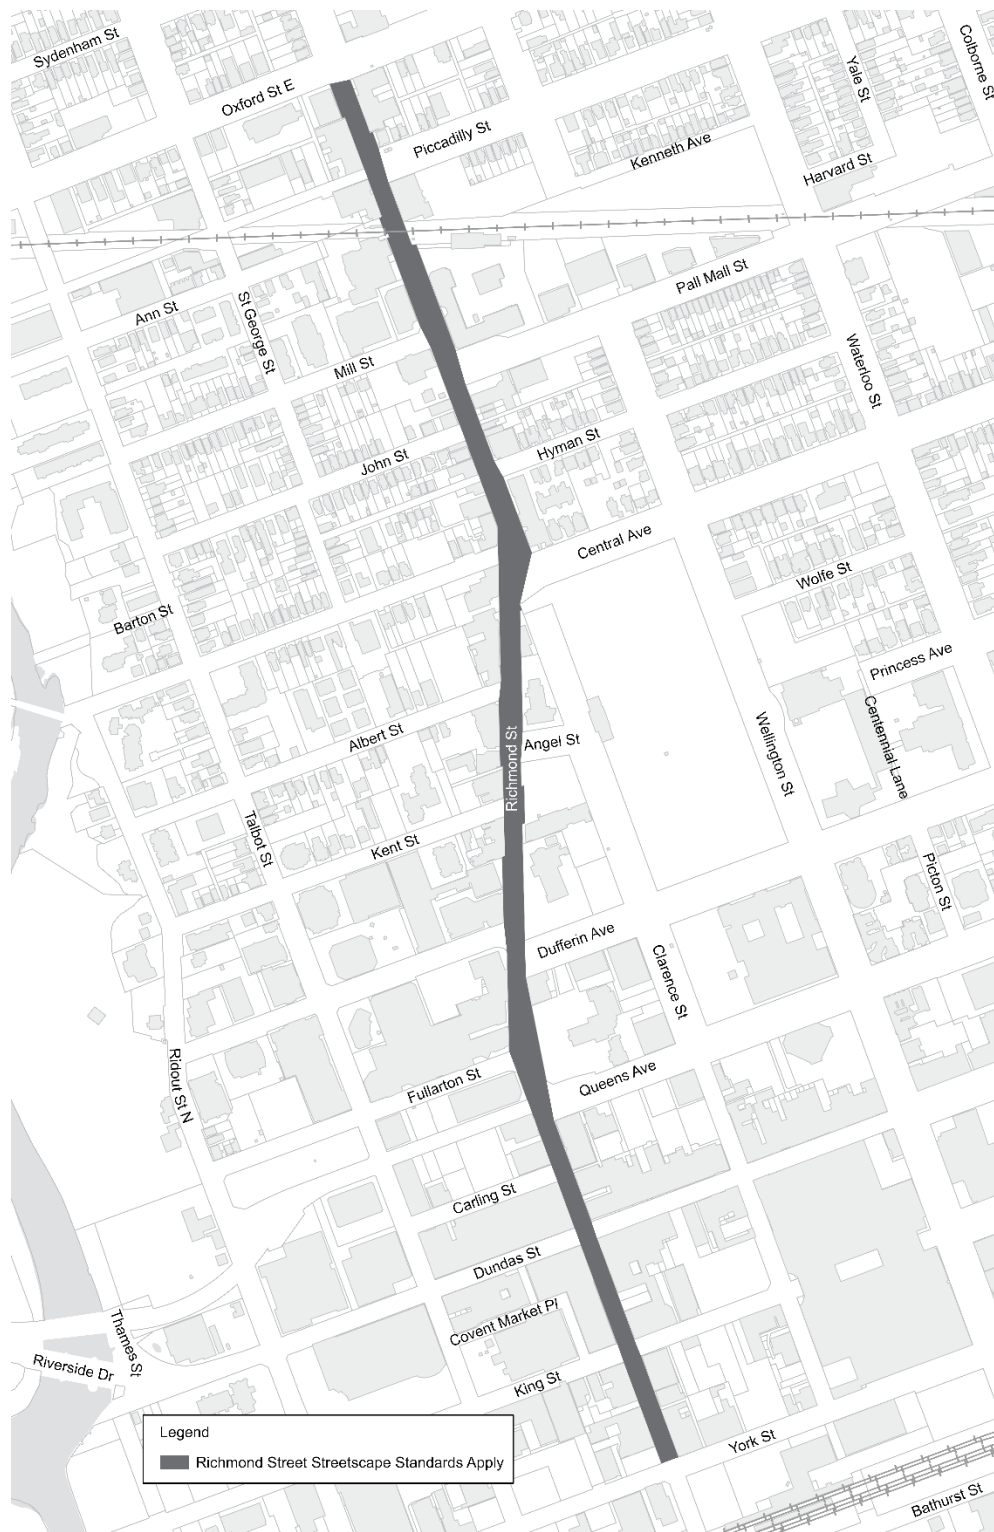 Sydenham St
Colborne St
Yale St
Oxford St E
Piccadilly St
Kenneth Ave
Harvard St
Pall Mall St
Ann St
St George St
Mill St
Waterloo St
Hyman St
John St
Central Ave
Wolfe St
Barton St
Princess Ave
Centennial Lane
Albert St
Angel St
Richmond St
Wellington St
Talbot St
Kent St
Picton St
Dufferin Ave
Clarence St
Ridout St N
Fullarton St
Queens Ave
Carling St
Dundas St
Covent Market Pl
Thames St
Riverside Dr
King St
York St
Bathurst St
Legend
Richmond Street Streetscape Standards Apply